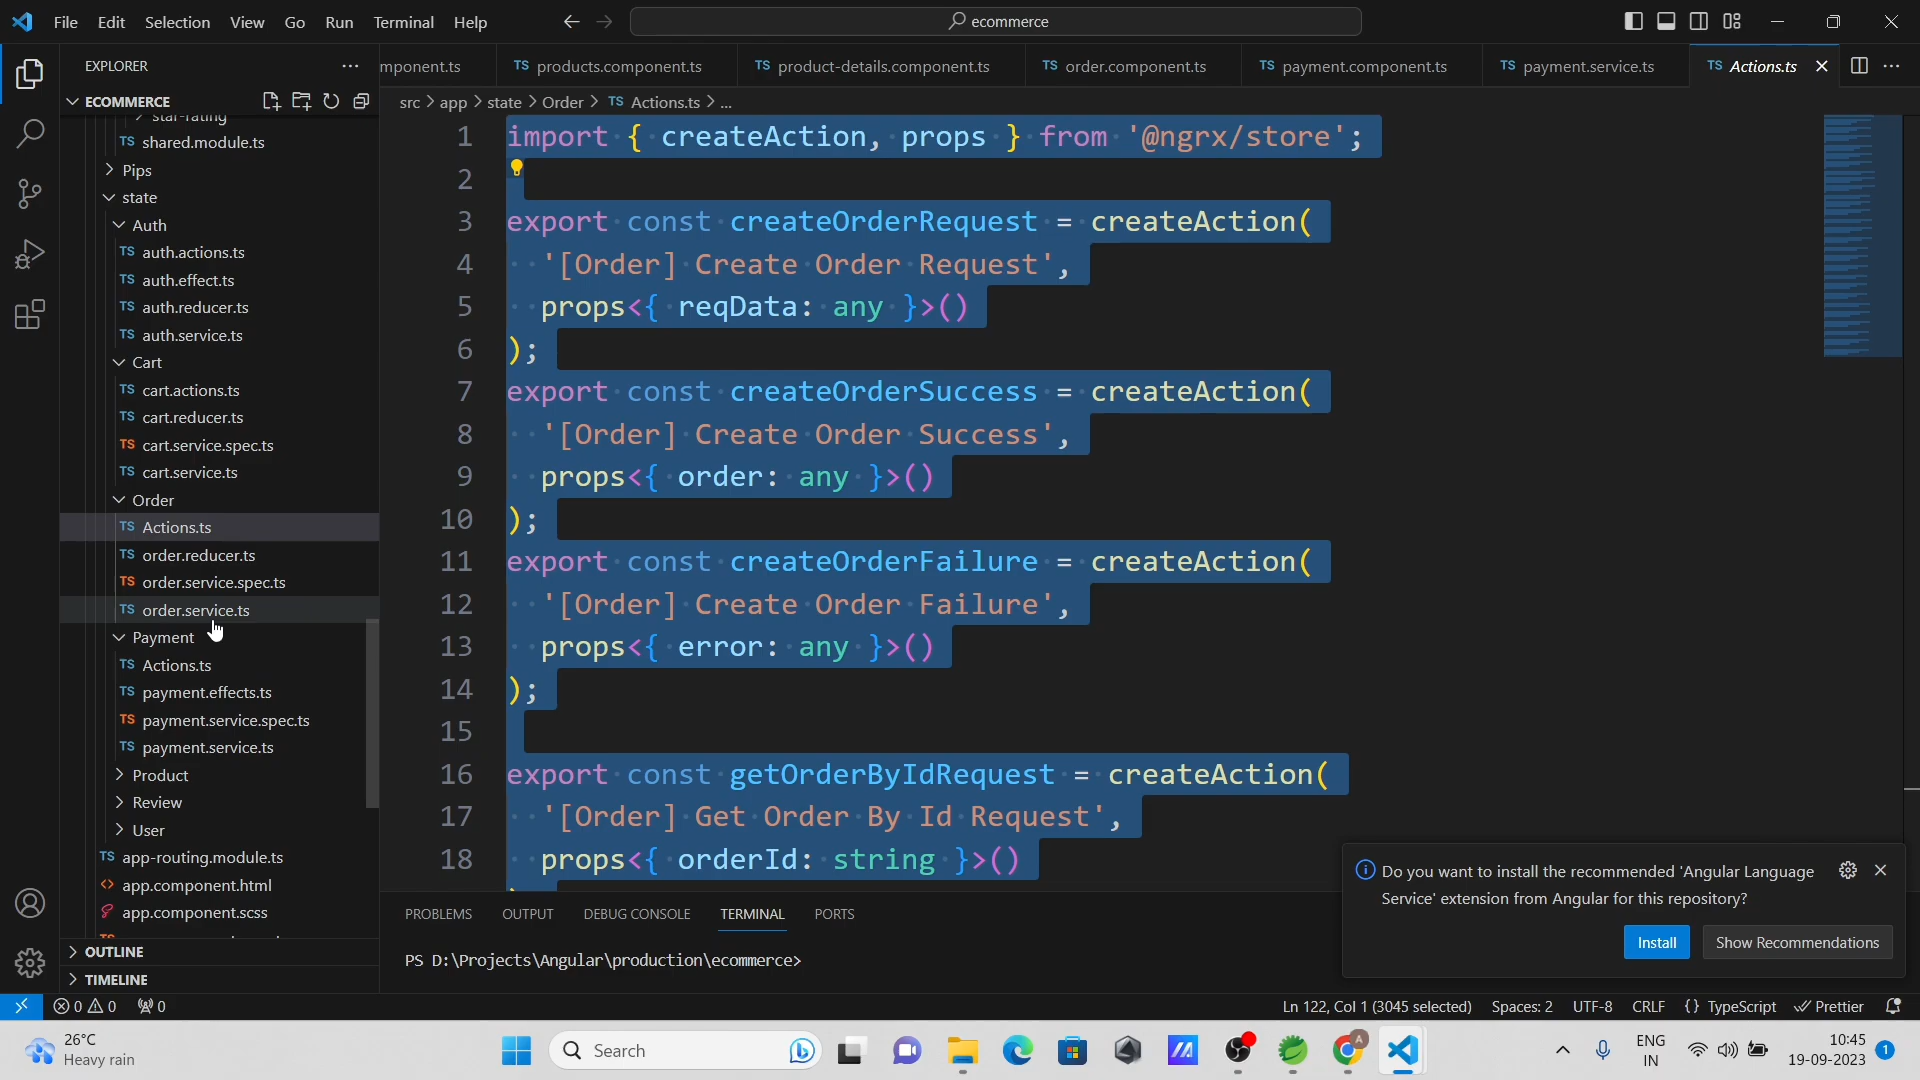 File Edit Selection View Go Run Terminal Help
ecommerce
EXPLORER
mponent.ts
TS products.component.ts
TS product-details.component.ts
TS order.component.ts
TS payment.component.ts
TS payment.service.ts
TS Actions.ts
ECOMMERCE
src > app > state > Order > TS Actions.ts > ...
star-rating
TS shared.module.ts
Pips
state
Auth
TS auth.actions.ts
TS auth.effect.ts
TS auth.reducer.ts
TS auth.service.ts
Cart
TS cart.actions.ts
TS cart.reducer.ts
TS cart.service.spec.ts
TS cart.service.ts
Order
TS Actions.ts
TS order.reducer.ts
TS order.service.spec.ts
TS order.service.ts
Payment
TS Actions.ts
TS payment.effects.ts
TS payment.service.spec.ts
TS payment.service.ts
Product
Review
User
TS app-routing.module.ts
<> app.component.html
app.component.scss
OUTLINE
TIMELINE
1 import { createAction, props } from '@ngrx/store';
2
3 export const createOrderRequest = createAction(
4 '[Order] Create Order Request',
5 props<{ reqData: any }>()
6 );
7 export const createOrderSuccess = createAction(
8 '[Order] Create Order Success',
9 props<{ order: any }>()
10 );
11 export const createOrderFailure = createAction(
12 '[Order] Create Order Failure',
13 props<{ error: any }>()
14 );
15
16 export const getOrderByIdRequest = createAction(
17 '[Order] Get Order By Id Request',
18 props<{ orderId: string }>()
PROBLEMS OUTPUT DEBUG CONSOLE TERMINAL PORTS
PS D:\Projects\Angular\production\ecommerce>
Do you want to install the recommended 'Angular Language
Service' extension from Angular for this repository?
Install
Show Recommendations
0 0 0
Ln 122, Col 1 (3045 selected) Spaces: 2 UTF-8 CRLF {} TypeScript Prettier
26°C
Heavy rain
Search
A
ENG
IN
10:45
19-09-2023
1